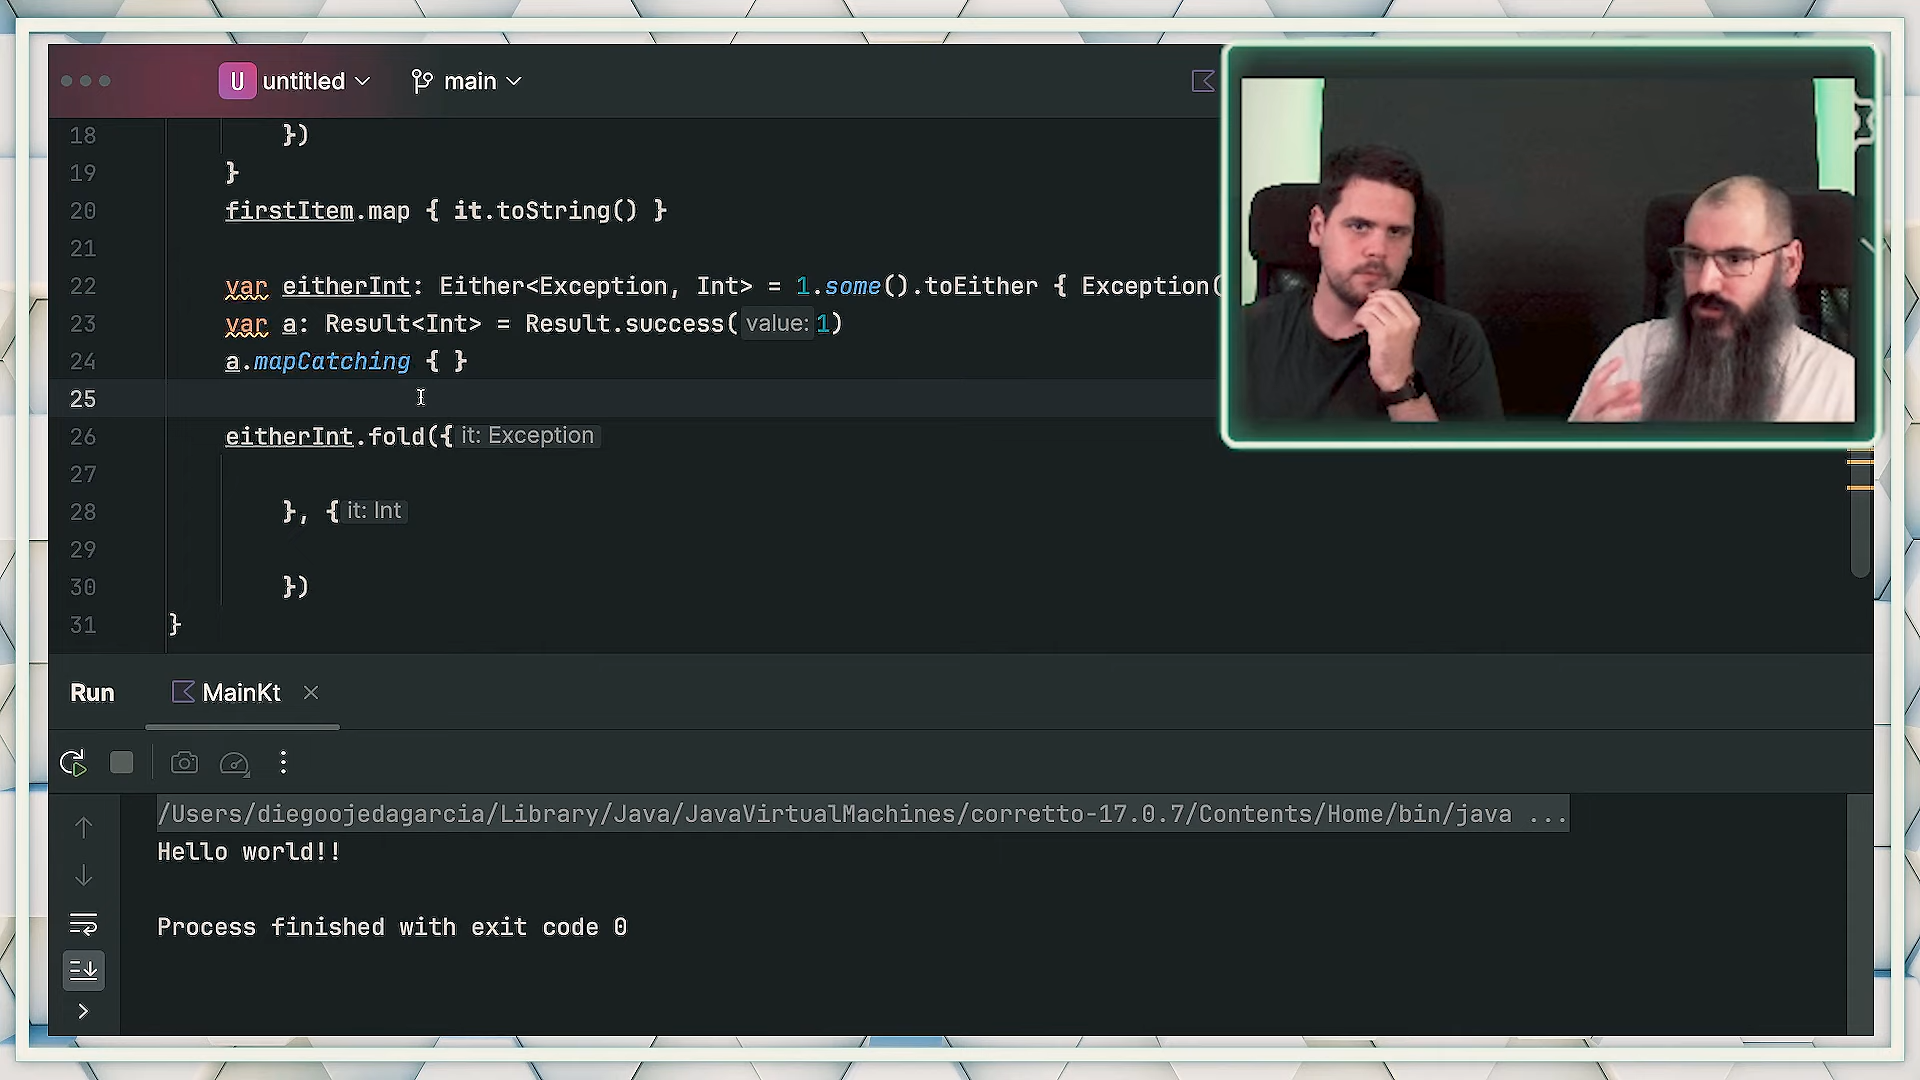 U untitled main
18 })
19 }
20 firstItem.map { it.toString() }
21
22 var eitherInt: Either<Exception, Int> = 1.some().toEither { Exception(
23 var a: Result<Int> = Result.success( value: 1)
24 a.mapCatching { }
25
26 eitherInt.fold({ it: Exception
27
28 }, { it: Int
29
30 })
31 }
Run MainKt
/Users/diegoojedagarcia/Library/Java/JavaVirtualMachines/corretto-17.0.7/Contents/Home/bin/java ...
Hello world!!
Process finished with exit code 0